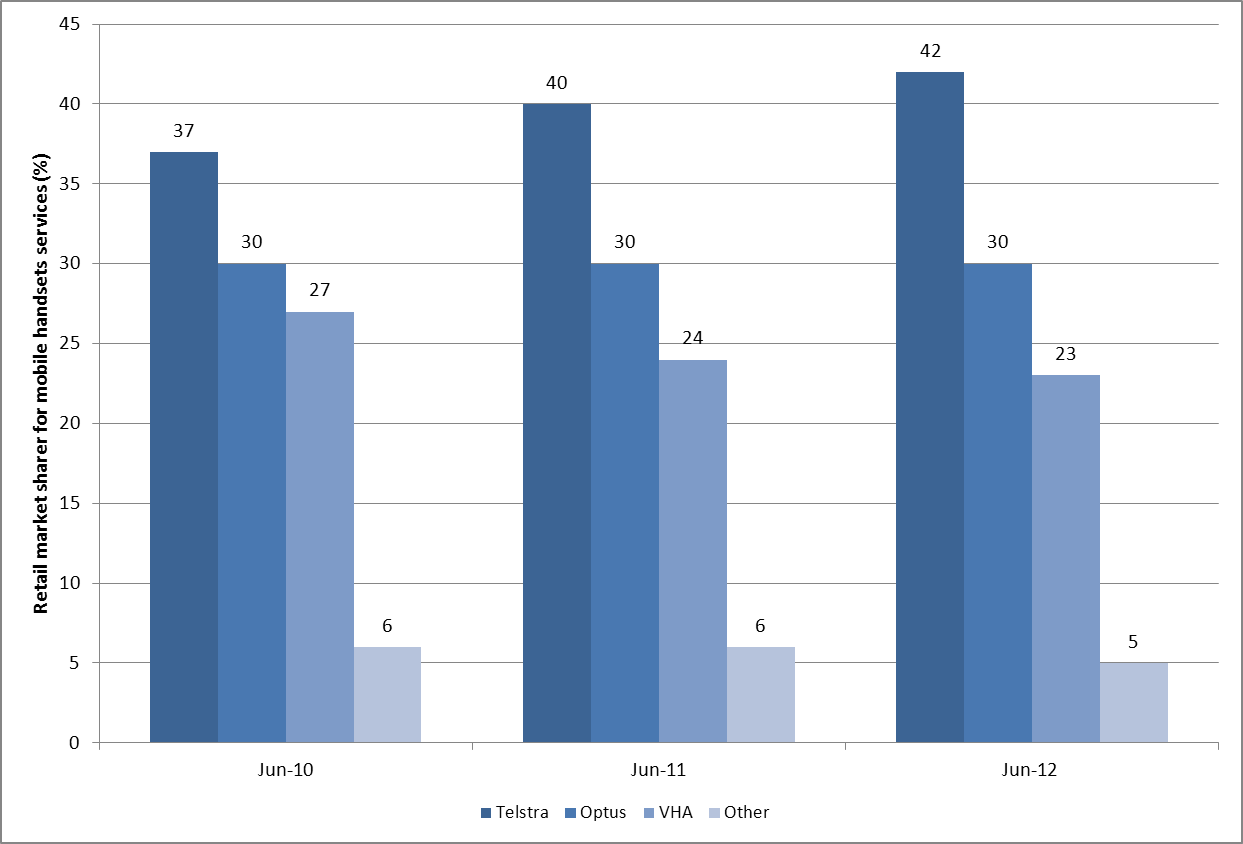 Retail market sharer for mobile handsets services (%)
45
40
35
30
25
20
15
10
5
0
37
30
27
6
40
30
24
6
42
30
23
5
Jun-10
Jun-11
Jun-12
Telstra
Optus
VHA
Other